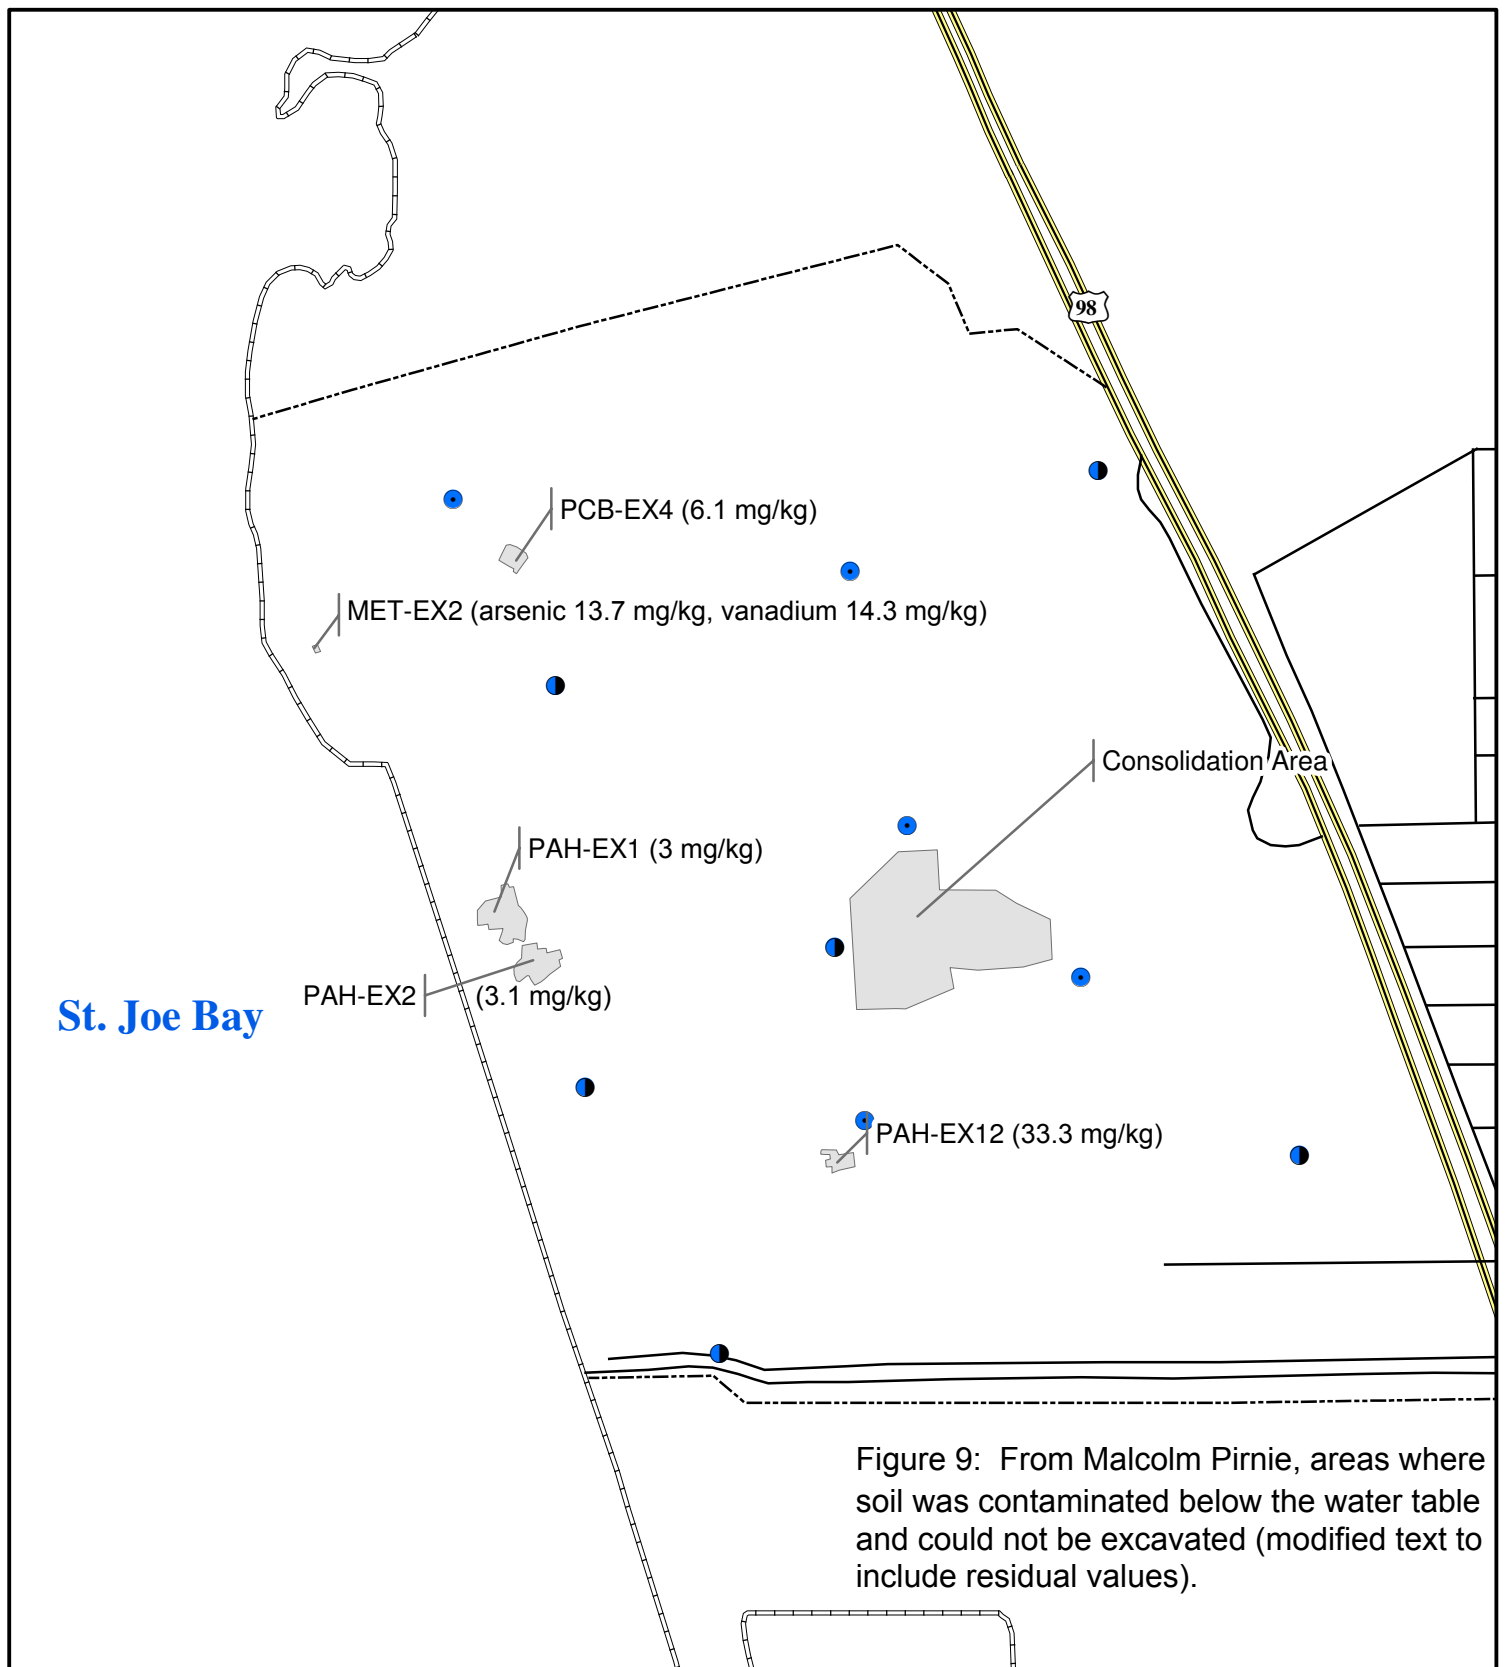 98
PCB-EX4 (6.1 mg/kg)
MET-EX2 (arsenic 13.7 mg/kg, vanadium 14.3 mg/kg)
Consolidation Area
PAH-EX1 (3 mg/kg)
PAH-EX2 (3.1 mg/kg)
St. Joe Bay
PAH-EX12 (33.3 mg/kg)
Figure 9: From Malcolm Pirnie, areas where
soil was contaminated below the water table
and could not be excavated (modified text to
include residual values).